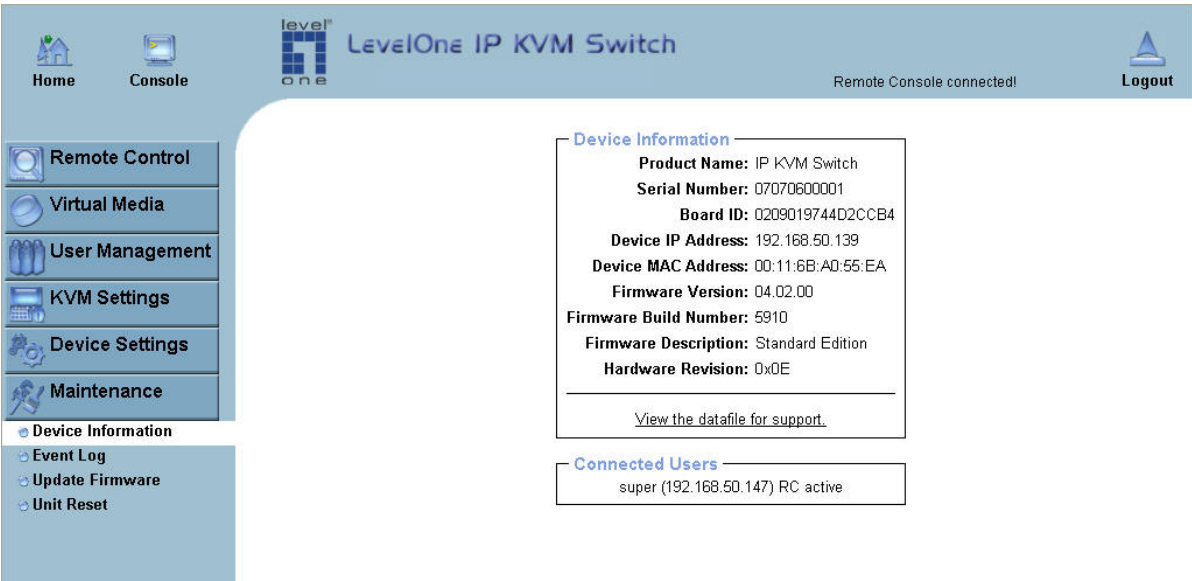 level
one
LevelOne IP KVM Switch
Home
Console
Remote Console connected!
Logout
Remote Control
Virtual Media
User Management
KVM Settings
Device Settings
Maintenance
Device Information
Event Log
Update Firmware
Unit Reset
Device Information
Product Name: IP KVM Switch
Serial Number: 07070600001
Board ID: 0209019744D2CCB4
Device IP Address: 192.168.50.139
Device MAC Address: 00:11:6B:A0:55:EA
Firmware Version: 04.02.00
Firmware Build Number: 5910
Firmware Description: Standard Edition
Hardware Revision: 0x0E
View the datafile for support.
Connected Users
super (192.168.50.147) RC active